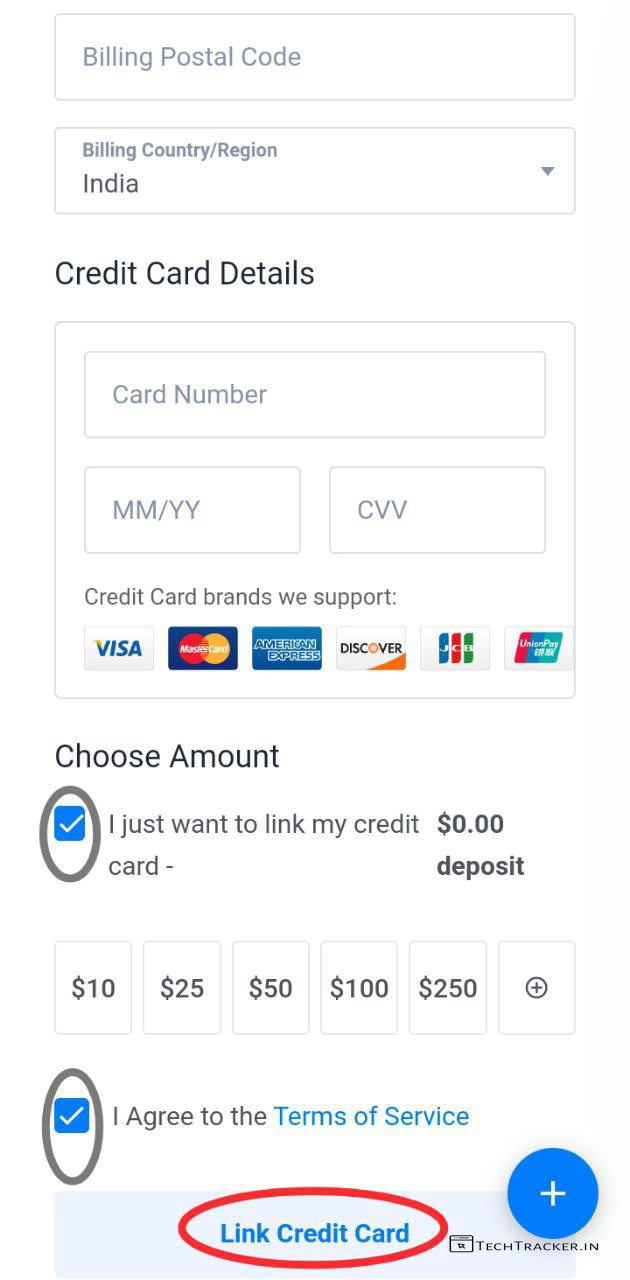 Billing Postal Code
Billing Country/Region
India
Credit Card Details
Card Number
MM/YY CVV
Credit Card brands we support:
VISA MasterCard AMERICAN EXPRESS DISCOVER JCB UnionPay 银联
Choose Amount
I just want to link my credit $0.00
card - deposit
$10 $25 $50 $100 $250
I Agree to the Terms of Service
Link Credit Card
TECHTRACKER.IN